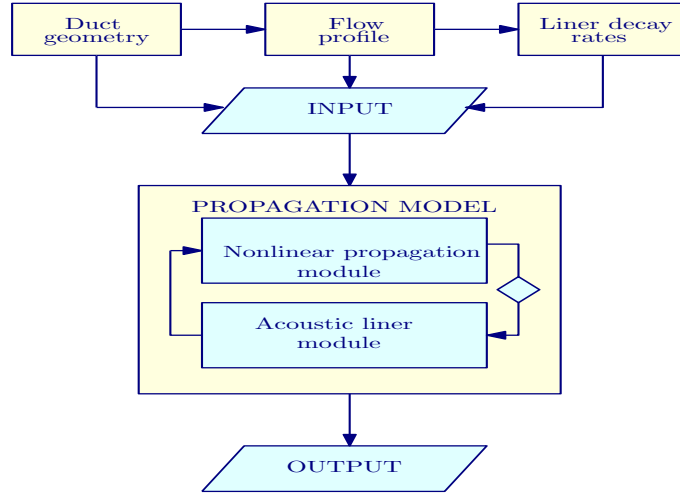 Duct
geometry
Flow
profile
Liner decay
rates
INPUT
PROPAGATION MODEL
Nonlinear propagation
module
Acoustic liner
module
OUTPUT